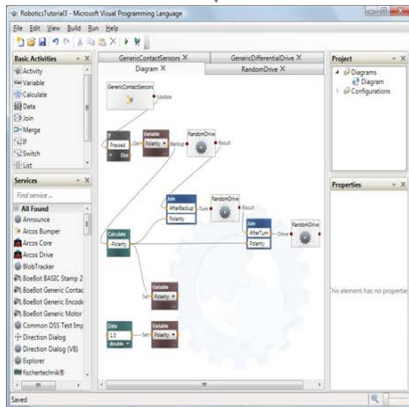 RoboticsTutorial3 - Microsoft Visual Programming Language
File Edit View Build Run Help
Basic Activities
Activity
Variable
Calculate
Data
Join
Merge
If
Switch
List
Services
Find service...
All Found
Announce
Arcos Bumper
Arcos Core
Arcos Drive
BlobTracker
BoeBot BASIC Stamp 2
BoeBot Generic Contac
BoeBot Generic Encode
BoeBot Generic Motor
Common DSS Test Imp
Direction Dialog
Direction Dialog (VB)
Explorer
fischertechnik®
GenericContactSensors X GenericDifferentialDrive X
Diagram X RandomDrive X
GenericContactSensors
Update
If
Pressed
Else
Variable
Polarity
Backup
RandomDrive
Result
Join
AfterBackup
Polarity
Turn
RandomDrive
Result
Calculate
-Polarity
Join
AfterTurn
Polarity
Drive
RandomDrive
Set
Variable
Polarity
Data
1.0
double
Set
Variable
Polarity
Project
Diagrams
Diagram
Configurations
Properties
No element has no propertie
Saved